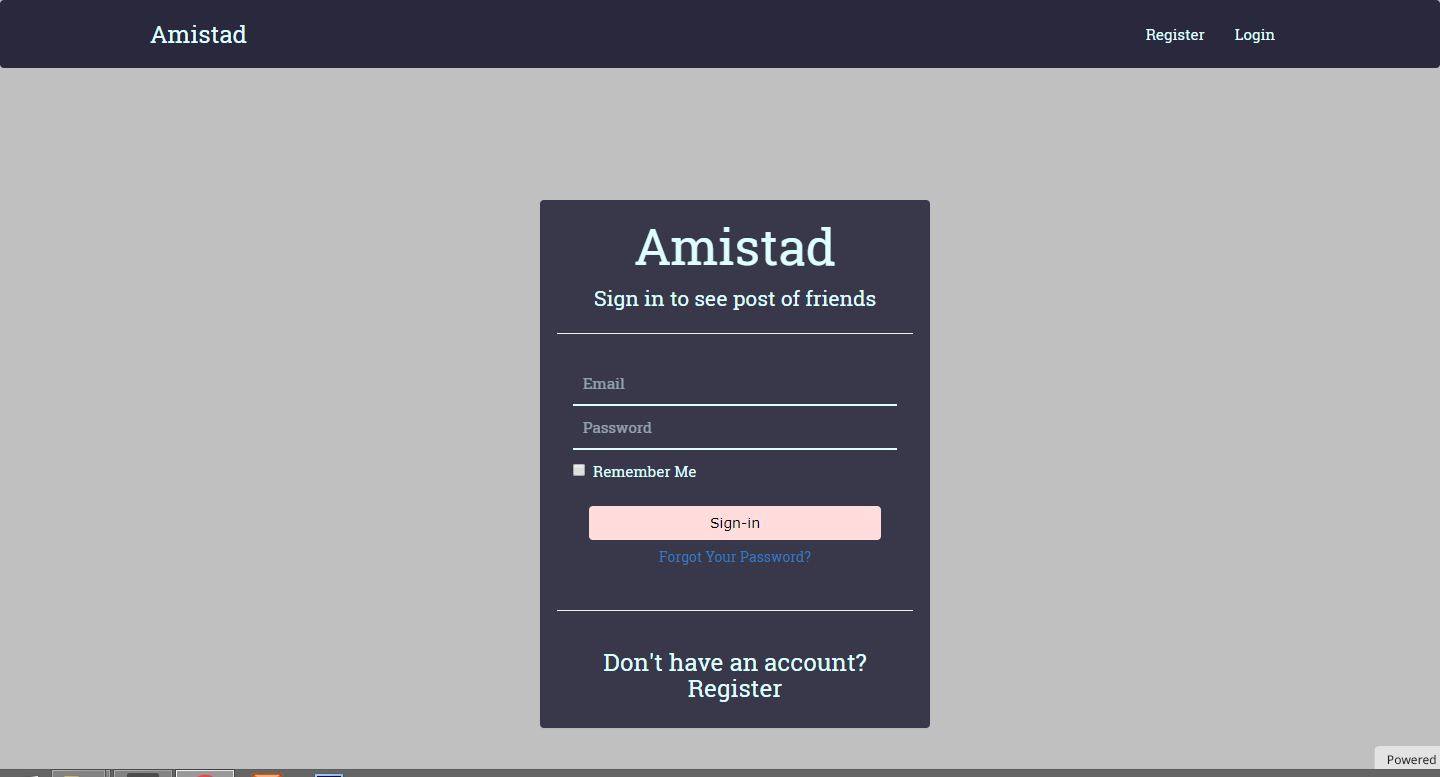 Amistad
Register
Login
Amistad
Sign in to see post of friends
Email
Password
Remember Me
Sign-in
Forgot Your Password?
Don't have an account?
Register
Powered